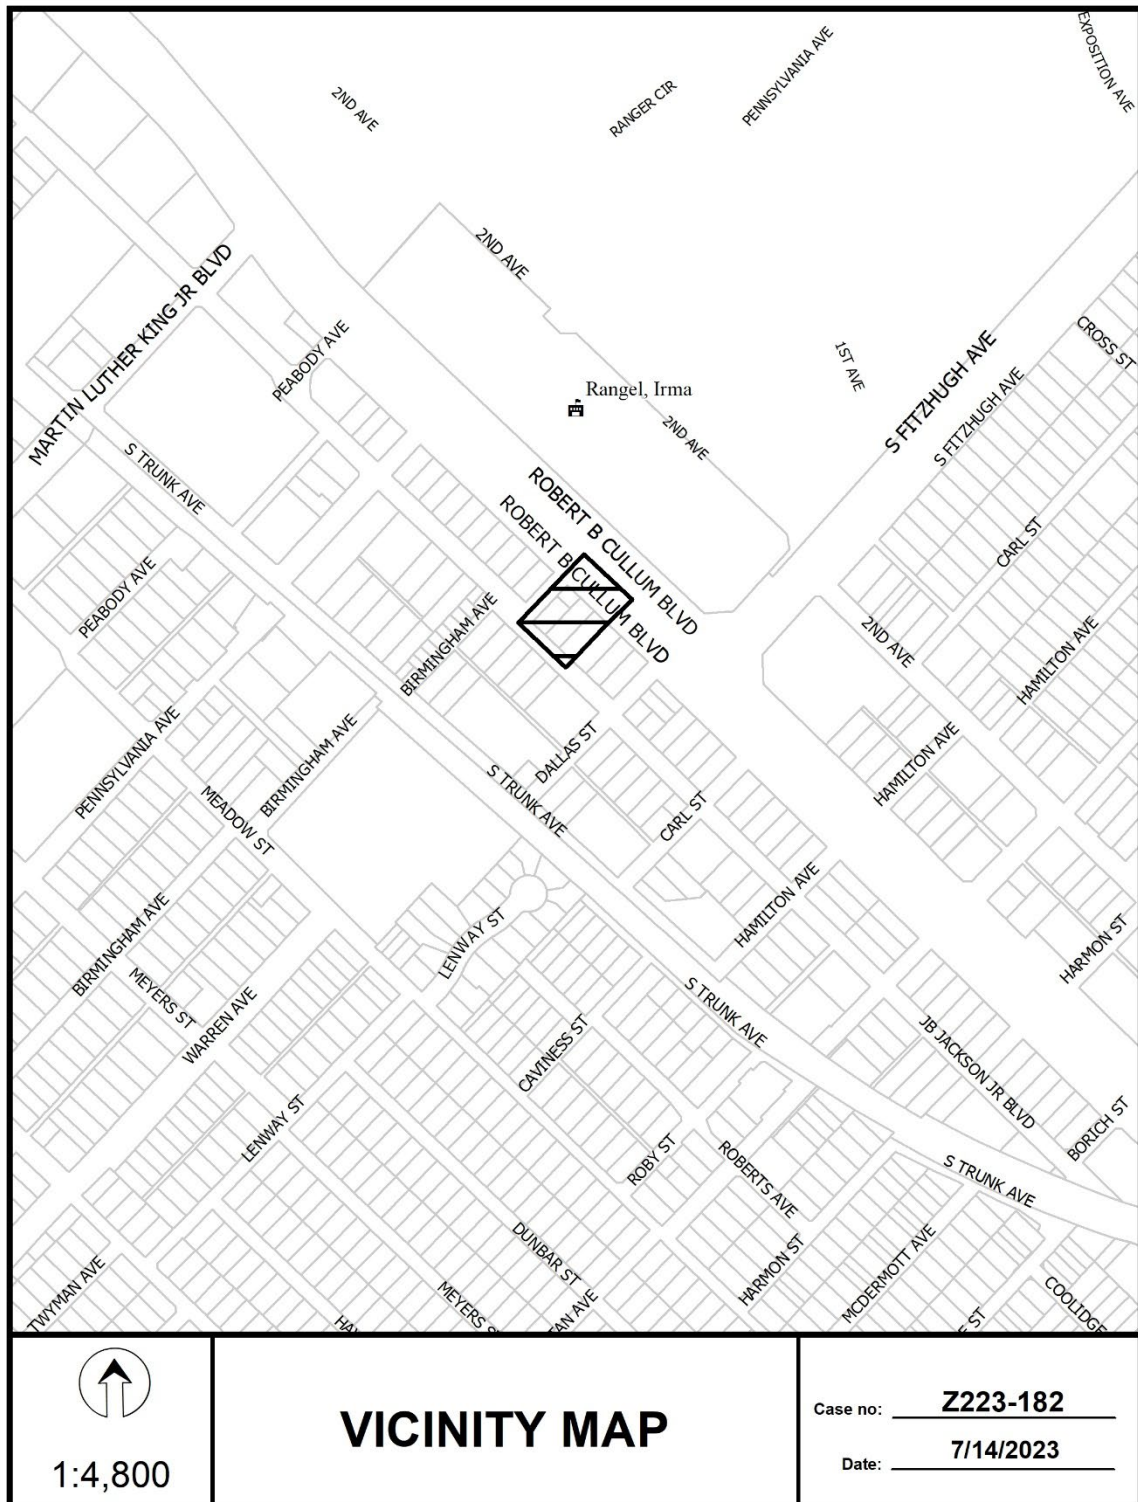 EXPOSITION AVE
PENNSYLVANIA AVE
RANGER CIR
2ND AVE
2ND AVE
MARTIN LUTHER KING JR BLVD
PEABODY AVE
CROSS ST
1ST AVE
S FITZHUGH AVE
S FITZHUGH AVE
Rangel, Irma
2ND AVE
S TRUNK AVE
ROBERT B CULLUM BLVD
ROBERT B CULLUM BLVD
CARL ST
PEABODY AVE
BIRMINGHAM AVE
2ND AVE
HAMILTON AVE
PENNSYLVANIA AVE
BIRMINGHAM AVE
DALLAS ST
HAMILTON AVE
S TRUNK AVE
MEADOW ST
CARL ST
HAMILTON AVE
BIRMINGHAM AVE
LENWAY ST
HARMON ST
MEYERS ST
WARREN AVE
S TRUNK AVE
CAVINESS ST
JB JACKSON JR BLVD
LENWAY ST
BORICH ST
ROBY ST
ROBERTS AVE
S TRUNK AVE
DUNBAR ST
HARMON ST
MCDERMOTT AVE
TWYMAN AVE
MEYERS S
TAN AVE
COOLIDGE
E ST
HAV
1:4,800
VICINITY MAP
Case no: Z223-182
Date: 7/14/2023